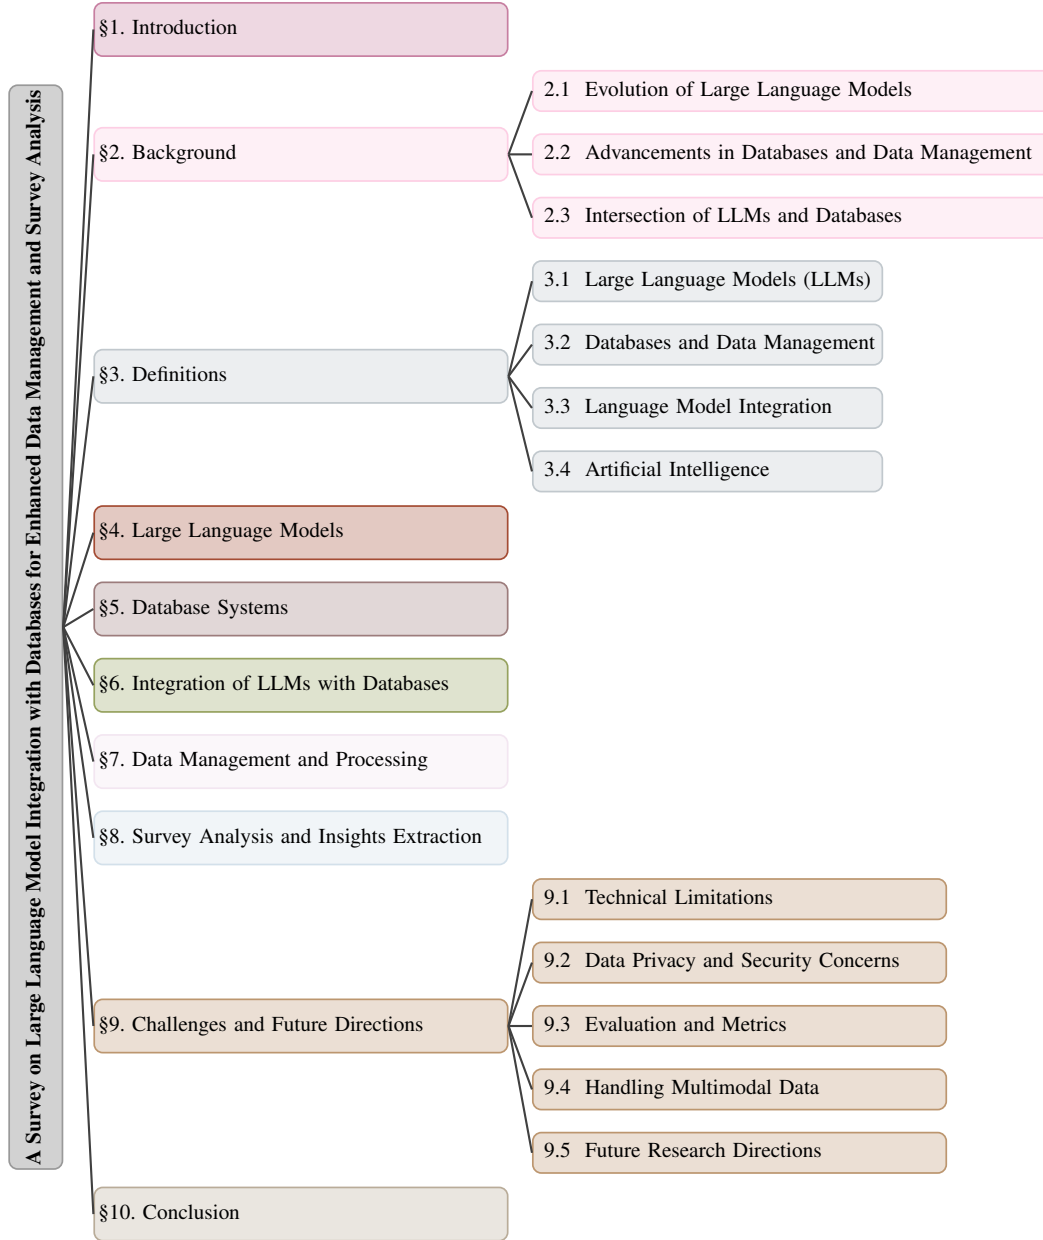 A Survey on Large Language Model Integration with Databases for Enhanced Data Management and Survey Analysis
§1. Introduction
§2. Background
2.1 Evolution of Large Language Models
2.2 Advancements in Databases and Data Management
2.3 Intersection of LLMs and Databases
§3. Definitions
3.1 Large Language Models (LLMs)
3.2 Databases and Data Management
3.3 Language Model Integration
3.4 Artificial Intelligence
§4. Large Language Models
§5. Database Systems
§6. Integration of LLMs with Databases
§7. Data Management and Processing
§8. Survey Analysis and Insights Extraction
§9. Challenges and Future Directions
9.1 Technical Limitations
9.2 Data Privacy and Security Concerns
9.3 Evaluation and Metrics
9.4 Handling Multimodal Data
9.5 Future Research Directions
§10. Conclusion